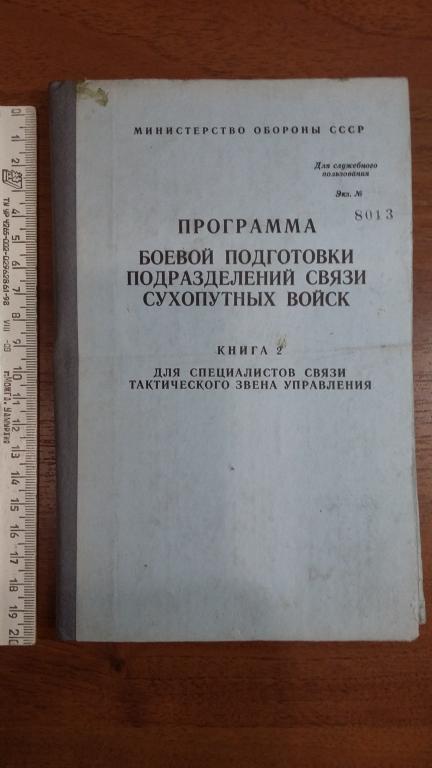 МИНИСТЕРСТВО ОБОРОНЫ СССР
Для служебного
пользования
Экз. №
8013
ПРОГРАММА
БОЕВОЙ ПОДГОТОВКИ
ПОДРАЗДЕЛЕНИЙ СВЯЗИ
СУХОПУТНЫХ ВОЙСК
КНИГА 2
ДЛЯ СПЕЦИАЛИСТОВ СВЯЗИ
ТАКТИЧЕСКОГО ЗВЕНА УПРАВЛЕНИЯ
0 1 2 3 4 5 6 7 8 9 10 11 12 13 14 15 16 17 18 19 20